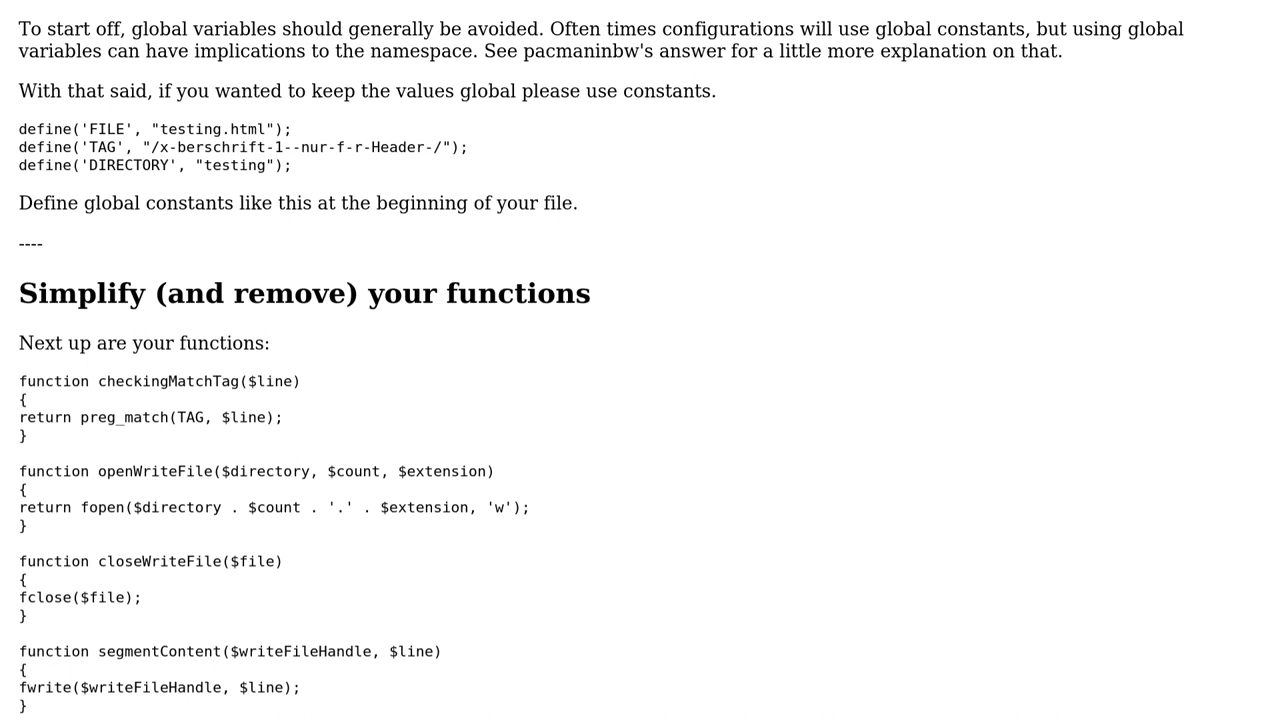 To start off, global variables should generally be avoided. Often times configurations will use global constants, but using global
variables can have implications to the namespace. See pacmaninbw's answer for a little more explanation on that.
With that said, if you wanted to keep the values global please use constants.
define('FILE', "testing.html");
define('TAG', "/x-berschrift-1--nur-f-r-Header-/");
define('DIRECTORY', "testing");
Define global constants like this at the beginning of your file.
----
Simplify (and remove) your functions
Next up are your functions:
function checkingMatchTag($line)
{
return preg_match(TAG, $line);
}
function openWriteFile($directory, $count, $extension)
{
return fopen($directory . $count . '.' . $extension, 'w');
}
function closeWriteFile($file)
{
fclose($file);
}
function segmentContent($writeFileHandle, $line)
{
fwrite($writeFileHandle, $line);
}